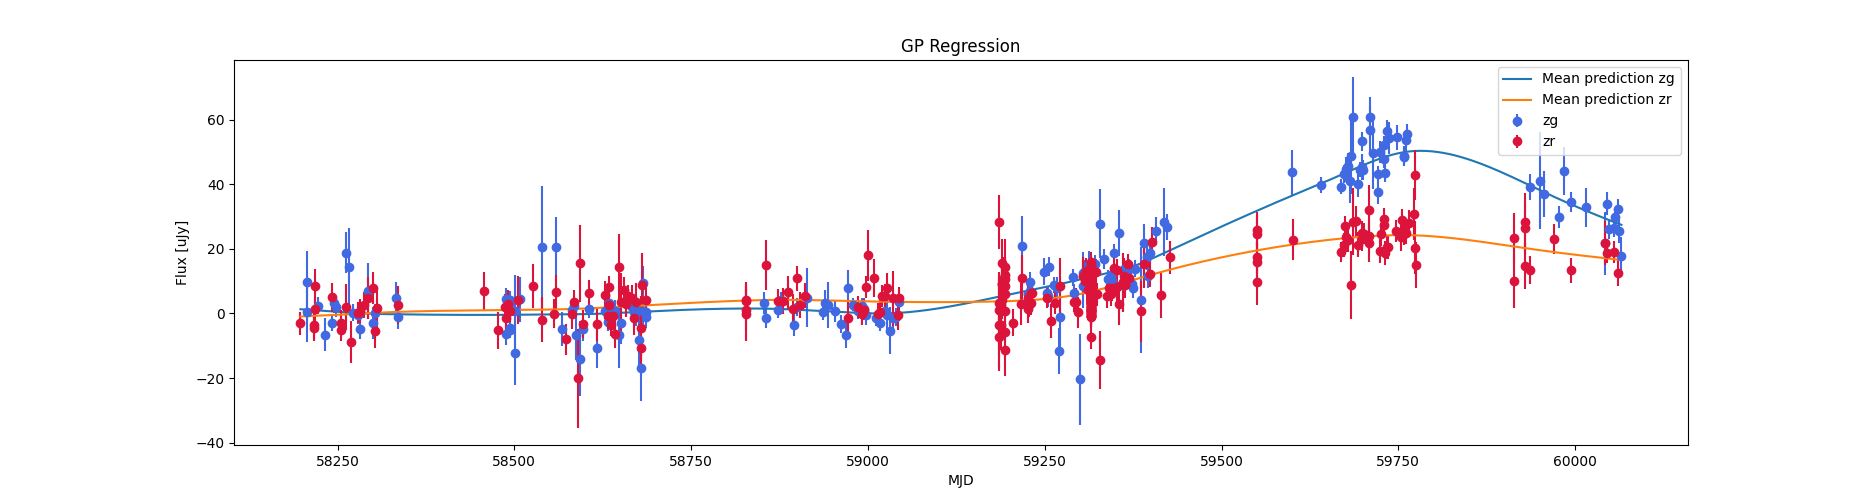 GP Regression
Flux [uJy]
60
40
20
0
−20
−40
Mean prediction zg
Mean prediction zr
zg
zr
58250
58500
58750
59000
59250
59500
59750
60000
MJD